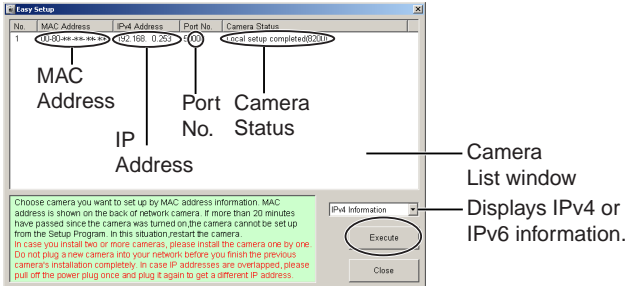 Easy Setup
No. MAC Address IPv4 Address Port No. Camera Status
1 00-80-**-**-**-** 192.168. 0.253 5000 Local setup completed(8200)
MAC
Address
IP
Address
Port
No.
Camera
Status
Camera
List window
Choose camera you want to set up by MAC address information. MAC
address is shown on the back of network camera. If more than 20 minutes
have passed since the camera was turned on,the camera cannot be set up
from the Setup Program. In this situation,restart the camera.
In case you install two or more cameras, please install the camera one by one.
Do not plug a new camera into your network before you finish the previous
camera's installation completely. In case IP addresses are overlapped, please
pull off the power plug once and plug it again to get a different IP address.
IPv4 Information
Displays IPv4 or
IPv6 information.
Execute
Close